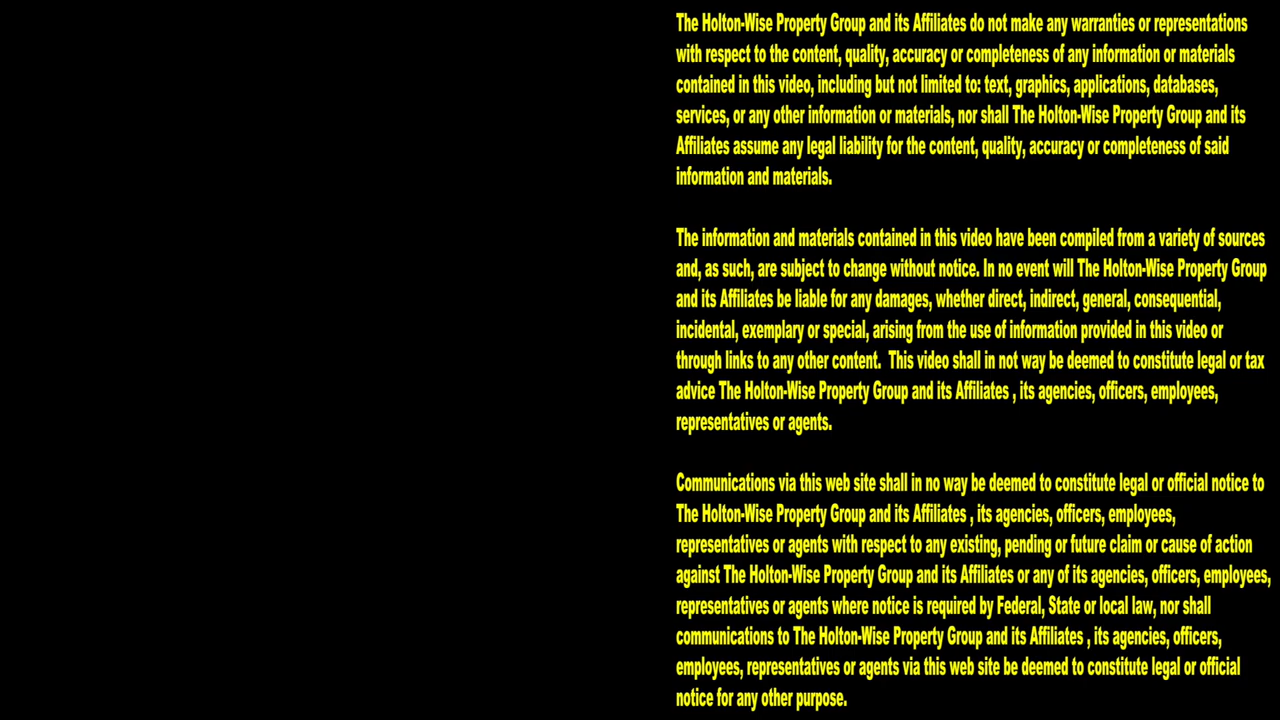 The Holton-Wise Property Group and its Affiliates do not make any warranties or representations
with respect to the content, quality, accuracy or completeness of any information or materials
contained in this video, including but not limited to: text, graphics, applications, databases,
services, or any other information or materials, nor shall The Holton-Wise Property Group and its
Affiliates assume any legal liability for the content, quality, accuracy or completeness of said
information and materials.
The information and materials contained in this video have been compiled from a variety of sources
and, as such, are subject to change without notice. In no event will The Holton-Wise Property Group
and its Affiliates be liable for any damages, whether direct, indirect, general, consequential,
incidental, exemplary or special, arising from the use of information provided in this video or
through links to any other content.  This video shall in not way be deemed to constitute legal or tax
advice The Holton-Wise Property Group and its Affiliates , its agencies, officers, employees,
representatives or agents.
Communications via this web site shall in no way be deemed to constitute legal or official notice to
The Holton-Wise Property Group and its Affiliates , its agencies, officers, employees,
representatives or agents with respect to any existing, pending or future claim or cause of action
against The Holton-Wise Property Group and its Affiliates or any of its agencies, officers, employees,
representatives or agents where notice is required by Federal, State or local law, nor shall
communications to The Holton-Wise Property Group and its Affiliates , its agencies, officers,
employees, representatives or agents via this web site be deemed to constitute legal or official
notice for any other purpose.